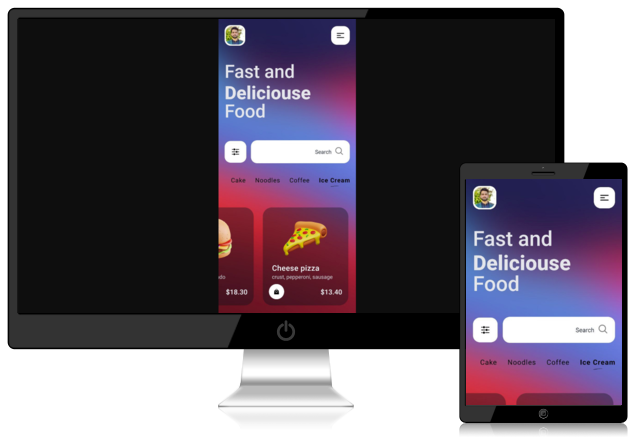 Fast and
Deliciouse
Food
Search
Cake Noodles Coffee Ice Cream
Cheese pizza
crust, pepperoni, sausage
$18.30
$13.40
Fast and
Deliciouse
Food
Search
Cake Noodles Coffee Ice Cream